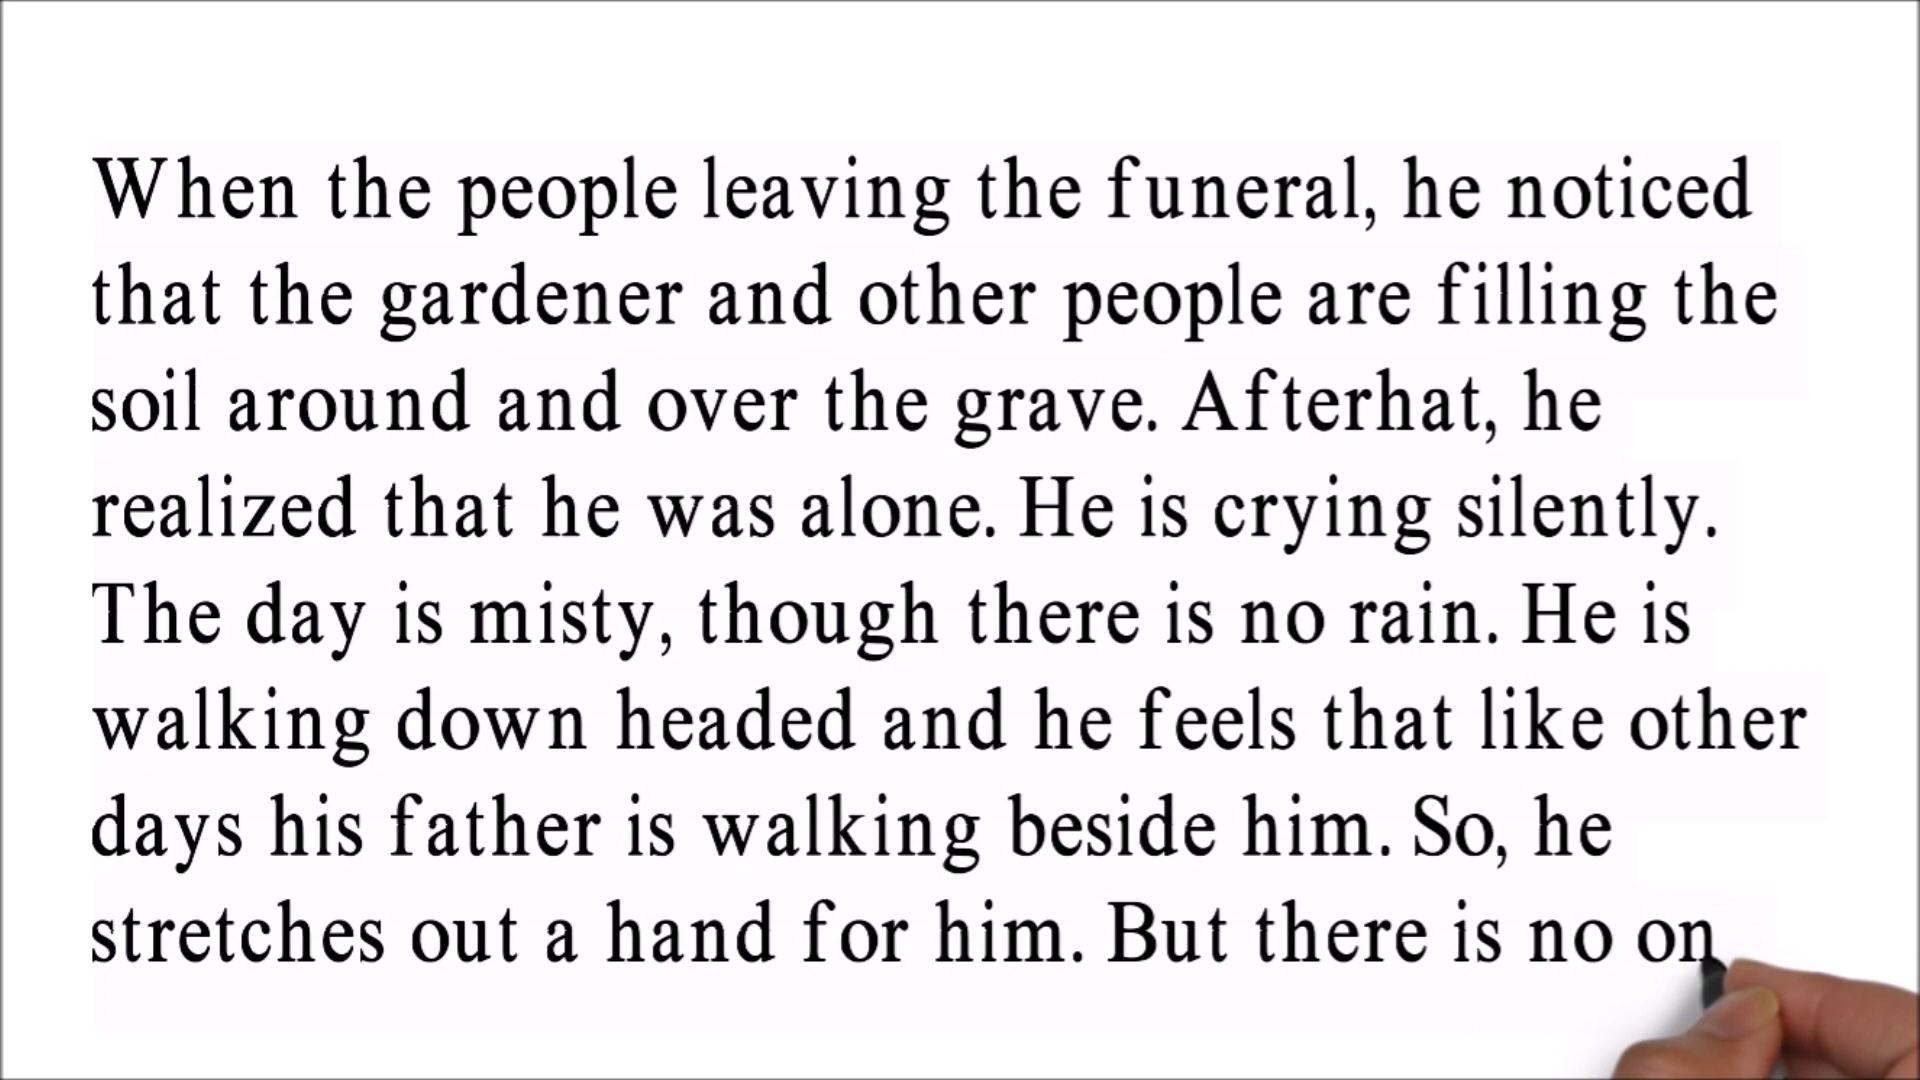 When the people leaving the funeral, he noticed
that the gardener and other people are filling the
soil around and over the grave. Afterhat, he
realized that he was alone. He is crying silently.
The day is misty, though there is no rain. He is
walking down headed and he feels that like other
days his father is walking beside him. So, he
stretches out a hand for him. But there is no on